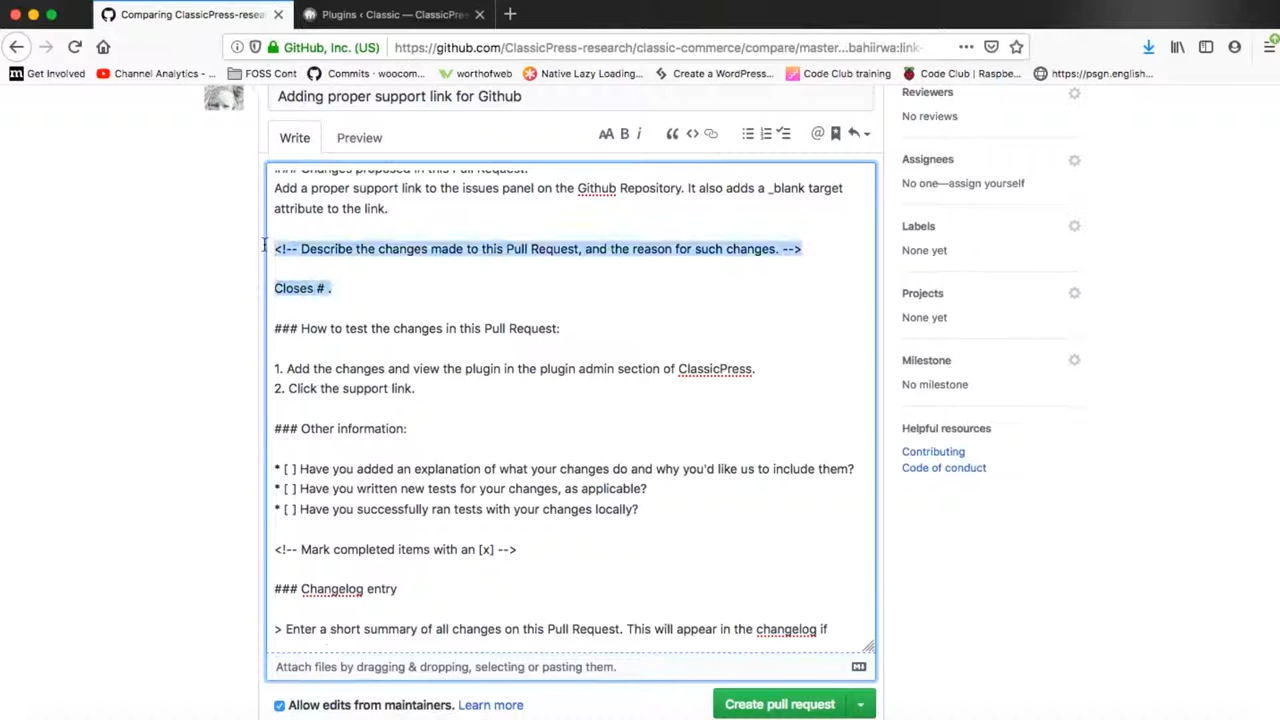 Comparing ClassicPress-resea
Plugins ‹ Classic — ClassicPres
GitHub, Inc. (US)
https://github.com/ClassicPress-research/classic-commerce/compare/master...bahiirwa:link-
Get Involved
Channel Analytics - ...
FOSS Cont
Commits · woocom...
worthofweb
Native Lazy Loading...
Create a WordPress...
Code Club training
Code Club | Raspbe...
https://psgn.english...
Adding proper support link for Github
Reviewers
No reviews
Write
Preview
Assignees
No one—assign yourself
### Changes proposed in this Pull Request:
Add a proper support link to the issues panel on the Github Repository. It also adds a _blank target
attribute to the link.
Labels
None yet
<!-- Describe the changes made to this Pull Request, and the reason for such changes. -->
Closes # .
Projects
None yet
### How to test the changes in this Pull Request:
1. Add the changes and view the plugin in the plugin admin section of ClassicPress.
2. Click the support link.
Milestone
No milestone
### Other information:
Helpful resources
Contributing
Code of conduct
* [ ] Have you added an explanation of what your changes do and why you'd like us to include them?
* [ ] Have you written new tests for your changes, as applicable?
* [ ] Have you successfully ran tests with your changes locally?
<!-- Mark completed items with an [x] -->
### Changelog entry
> Enter a short summary of all changes on this Pull Request. This will appear in the changelog if
Attach files by dragging & dropping, selecting or pasting them.
Allow edits from maintainers. Learn more
Create pull request